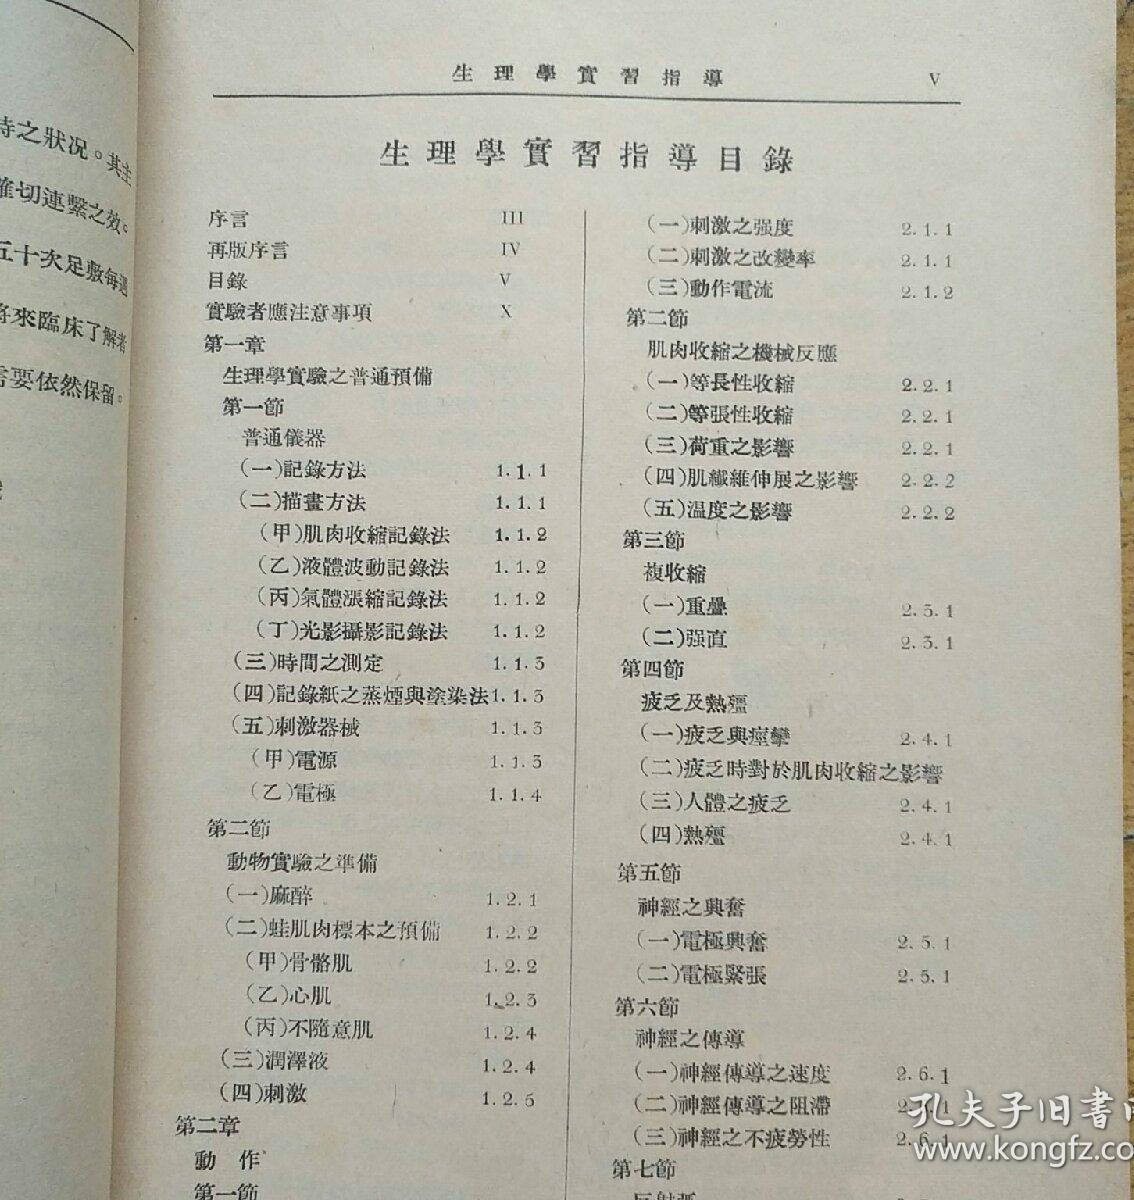 待之狀况。其主
確切連繫之效。
五十次足敷每週
將來臨床了解者
需要依然保留。
生理學實習指導 V
生理學實習指導目錄
序言 III
再版序言 IV
目錄 V
實驗者應注意事項 X
第一章
生理學實驗之普通預備
第一節
普通儀器
(一)記錄方法 1.1.1
(二)描畫方法 1.1.1
(甲)肌肉收縮記錄法 1.1.2
(乙)液體波動記錄法 1.1.2
(丙)氣體漲縮記錄法 1.1.2
(丁)光影攝影記錄法 1.1.2
(三)時間之測定 1.1.3
(四)記錄紙之蒸煙與塗染法 1.1.3
(五)刺激器械 1.1.3
(甲)電源 1.1.3
(乙)電極 1.1.4
第二節
動物實驗之準備
(一)麻醉 1.2.1
(二)蛙肌肉標本之預備 1.2.2
(甲)骨骼肌 1.2.2
(乙)心肌 1.2.3
(丙)不隨意肌 1.2.4
(三)潤澤液 1.2.4
(四)刺激 1.2.5
第二章
動 作
第一節
(一)刺激之强度 2.1.1
(二)刺激之改變率 2.1.1
(三)動作電流 2.1.2
第二節
肌肉收縮之機械反應
(一)等長性收縮 2.2.1
(二)等張性收縮 2.2.1
(三)荷重之影響 2.2.1
(四)肌纖維伸展之影響 2.2.2
(五)温度之影響 2.2.2
第三節
複收縮
(一)重疊 2.3.1
(二)强直 2.3.1
第四節
疲乏及熱殭
(一)疲乏與痙攣 2.4.1
(二)疲乏時對於肌肉收縮之影響
(三)人體之疲乏 2.4.1
(四)熱殭 2.4.1
第五節
神經之興奮
(一)電極興奮 2.5.1
(二)電極緊張 2.5.1
第六節
神經之傳導
(一)神經傳導之速度 2.6.1
(二)神經傳導之阻滯 2.6.1
(三)神經之不疲勞性 2.6.1
第七節
反射弧
孔夫子旧書网
www.kongfz.com